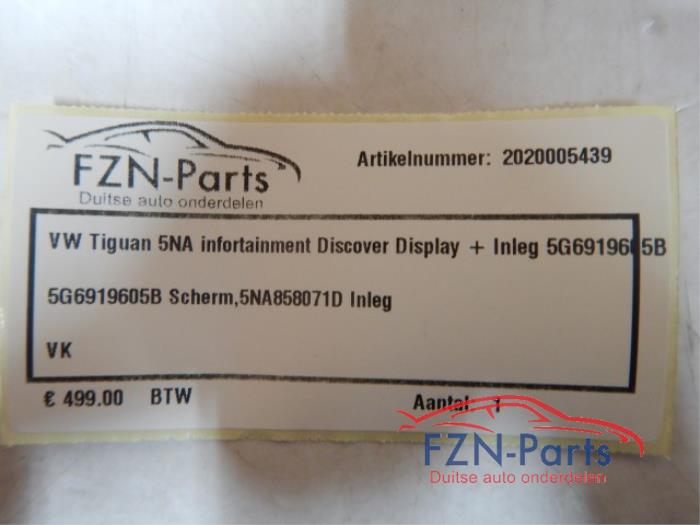 FZN-Parts
Duitse auto onderdelen
Artikelnummer: 2020005439
VW Tiguan 5NA infortainment Discover Display + Inleg 5G6919605B
5G6919605B Scherm,5NA858071D Inleg
VK
€ 499.00 BTW
Aantal: 1
FZN-Parts
Duitse auto onderdelen